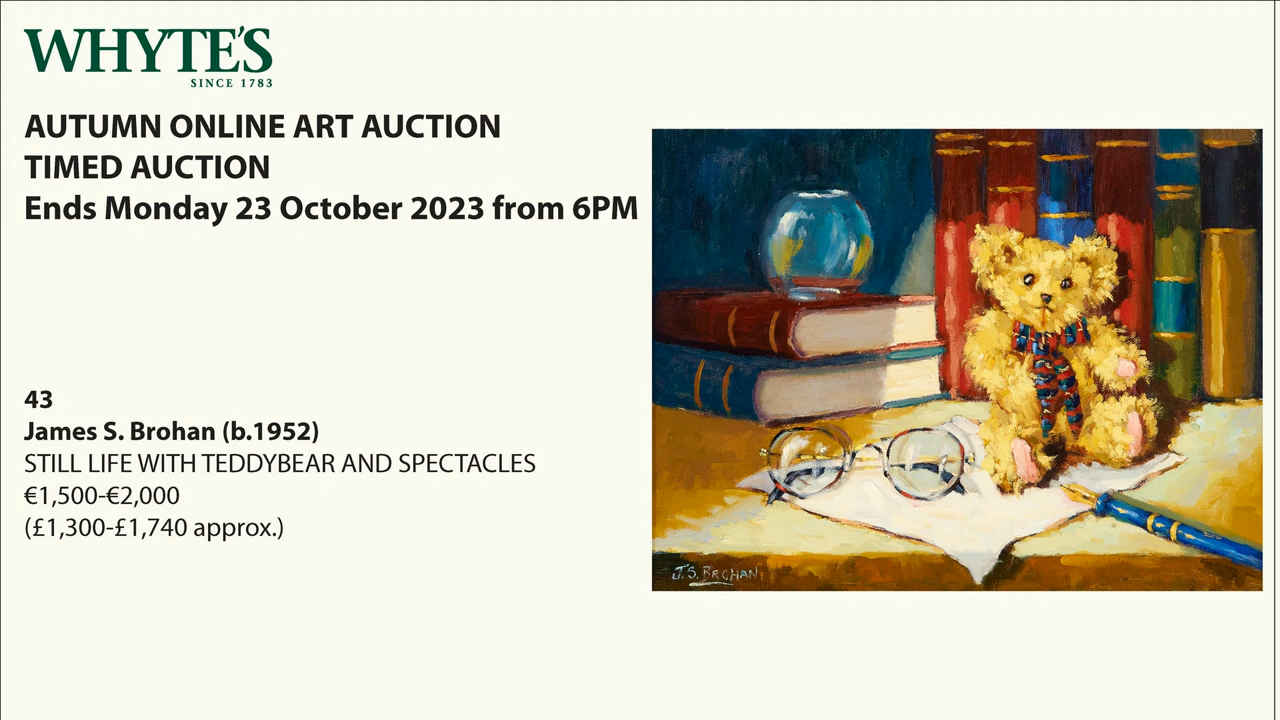 WHYTE'S
SINCE 1783
AUTUMN ONLINE ART AUCTION
TIMED AUCTION
Ends Monday 23 October 2023 from 6PM
43
James S. Brohan (b.1952)
STILL LIFE WITH TEDDYBEAR AND SPECTACLES
€1,500-€2,000
(£1,300-£1,740 approx.)
J.S. BROHAN